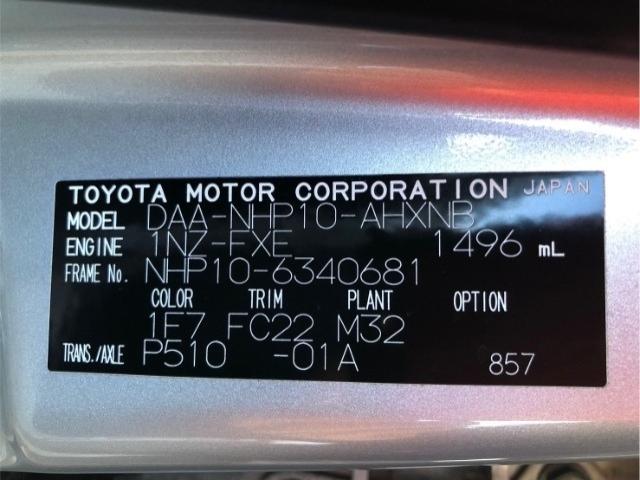 TOYOTA MOTOR CORPORATION JAPAN
MODEL DAA-NHP10-AHXNB
ENGINE 1NZ-FXE 1496 mL
FRAME No. NHP10-6340681
COLOR TRIM PLANT OPTION
1F7 FC22 M32
TRANS./AXLE P510 -01A 857